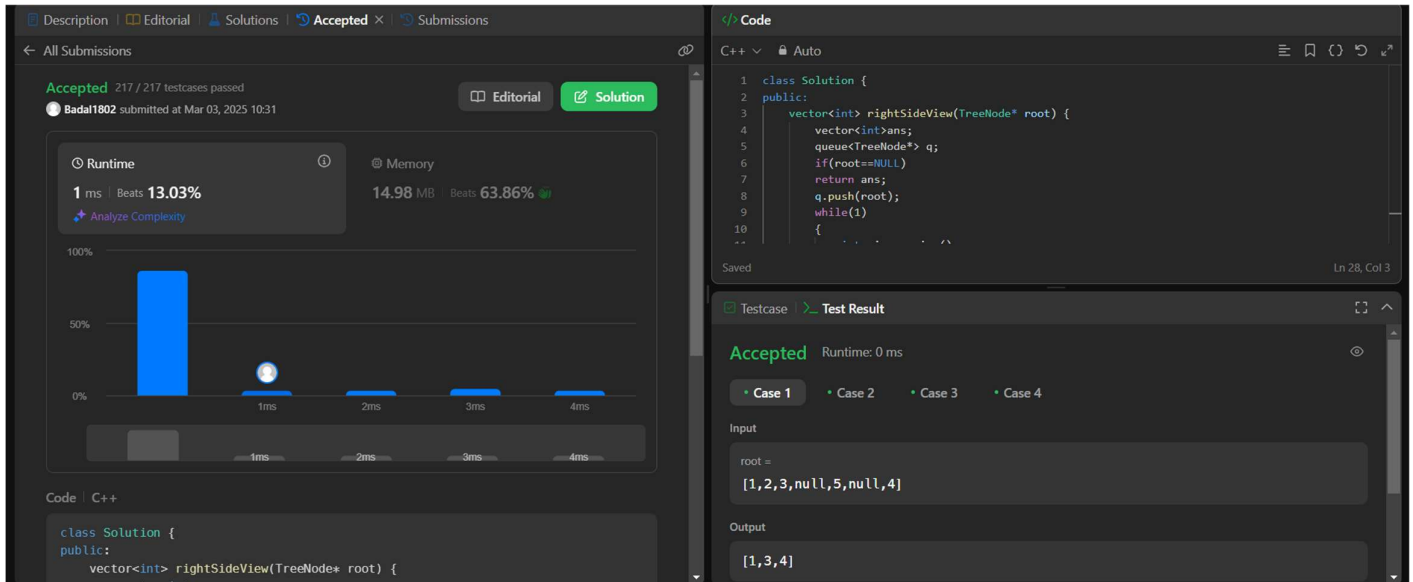 Description | Editorial | Solutions | Accepted × | Submissions
← All Submissions
Accepted 217 / 217 testcases passed
Badal1802 submitted at Mar 03, 2025 10:31
Editorial
Solution
Runtime
1 ms | Beats 13.03%
Analyze Complexity
Memory
14.98 MB Beats 63.86%
100%
50%
0%
1ms 2ms 3ms 4ms
1ms 2ms 3ms 4ms
Code | C++
class Solution {
public:
vector<int> rightSideView(TreeNode* root) {
</> Code
C++ Auto
1 class Solution {
2 public:
3 vector<int> rightSideView(TreeNode* root) {
4 vector<int>ans;
5 queue<TreeNode*> q;
6 if(root==NULL)
7 return ans;
8 q.push(root);
9 while(1)
10 {
Saved
Ln 28, Col 3
Testcase | >_ Test Result
Accepted Runtime: 0 ms
• Case 1 • Case 2 • Case 3 • Case 4
Input
root =
[1,2,3,null,5,null,4]
Output
[1,3,4]